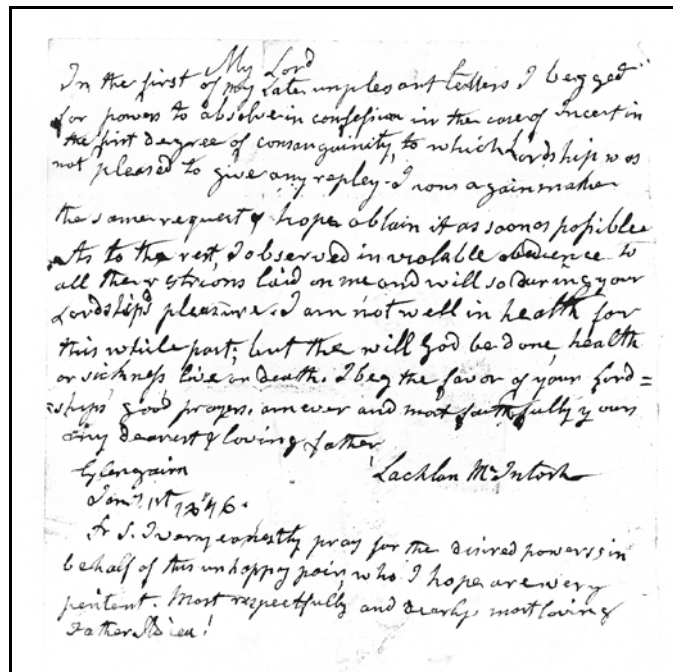 My Lord
In the first of my Late unplesant Letters I begged
for powers to absolve in confesion in the case of Incest in
the first degree of consanguinity, to which Lordship was
not pleased to give any repley. I now again make
the same request & hope obtain it as soon as possible
As to the rest, I observed inviolable obedience to
all the restrions laid on me and will so during your
Lordship's pleasure. I am not well in health for
this while past; but the will God be done, health
or sickness live or death. I beg the favor of your Lord=
=ships good prayers. am ever and most faithfully yours
my dearest & loving father
Glengairn Lachlan McIntosh
Jany. 1st 1846.
P. S. I very earnestly pray for the disired powers in
behalf of this unhappy pair, who I hope are very
penitent. Most respectfully and dearly most loving
Father Adieu!